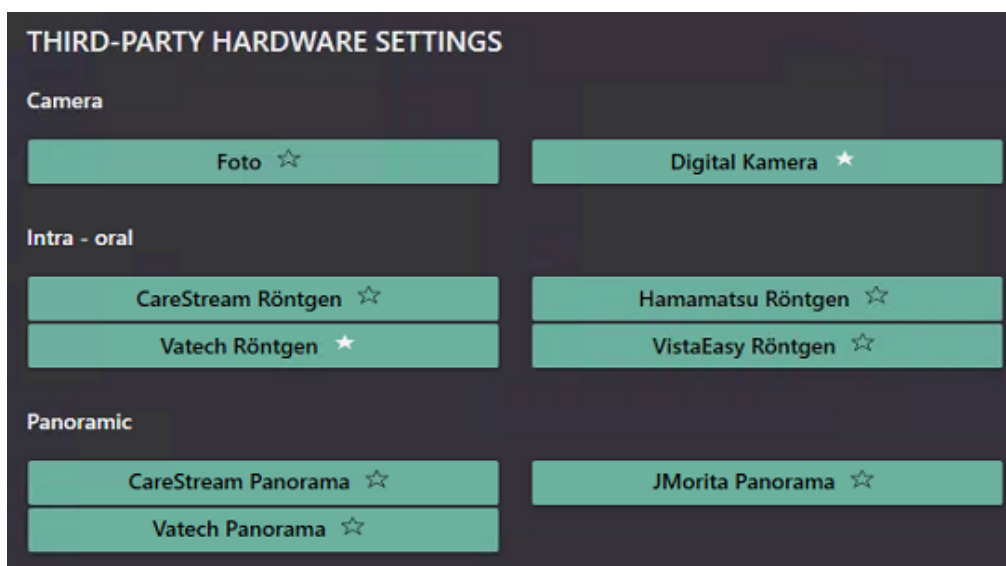 THIRD-PARTY HARDWARE SETTINGS
Camera
Foto ☆
Digital Kamera ★
Intra - oral
CareStream Röntgen ☆
Hamamatsu Röntgen ☆
Vatech Röntgen ★
VistaEasy Röntgen ☆
Panoramic
CareStream Panorama ☆
JMorita Panorama ☆
Vatech Panorama ☆